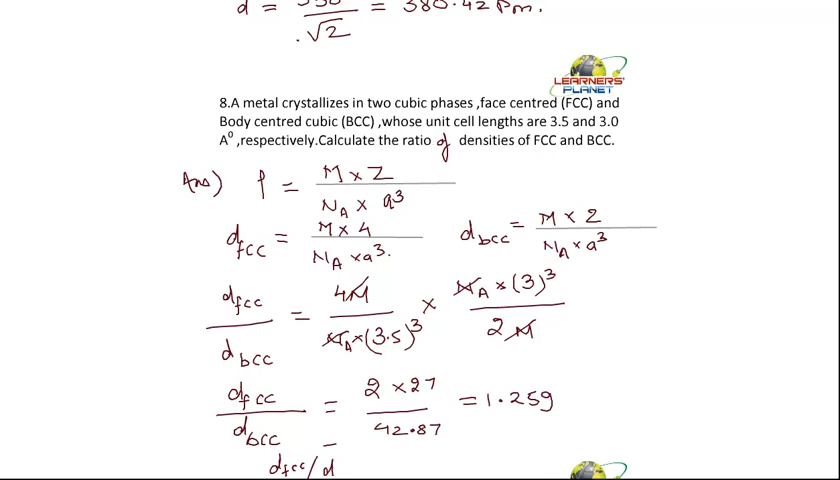 d = 538 / √2 = 380.42 Pm.
LEARNERS' PLANET
8.A metal crystallizes in two cubic phases ,face centred (FCC) and
Body centred cubic (BCC) ,whose unit cell lengths are 3.5 and 3.0
A⁰ ,respectively.Calculate the ratio of densities of FCC and BCC.
Ans) ρ = M × Z / N_A × a³
d_fcc = M × 4 / N_A × a³. d_bcc = M × 2 / N_A × a³
d_fcc / d_bcc = 4M / N_A × (3.5)³ × N_A × (3)³ / 2M
d_fcc / d_bcc = 2 × 27 / 42.87 = 1.259
d_fcc/d